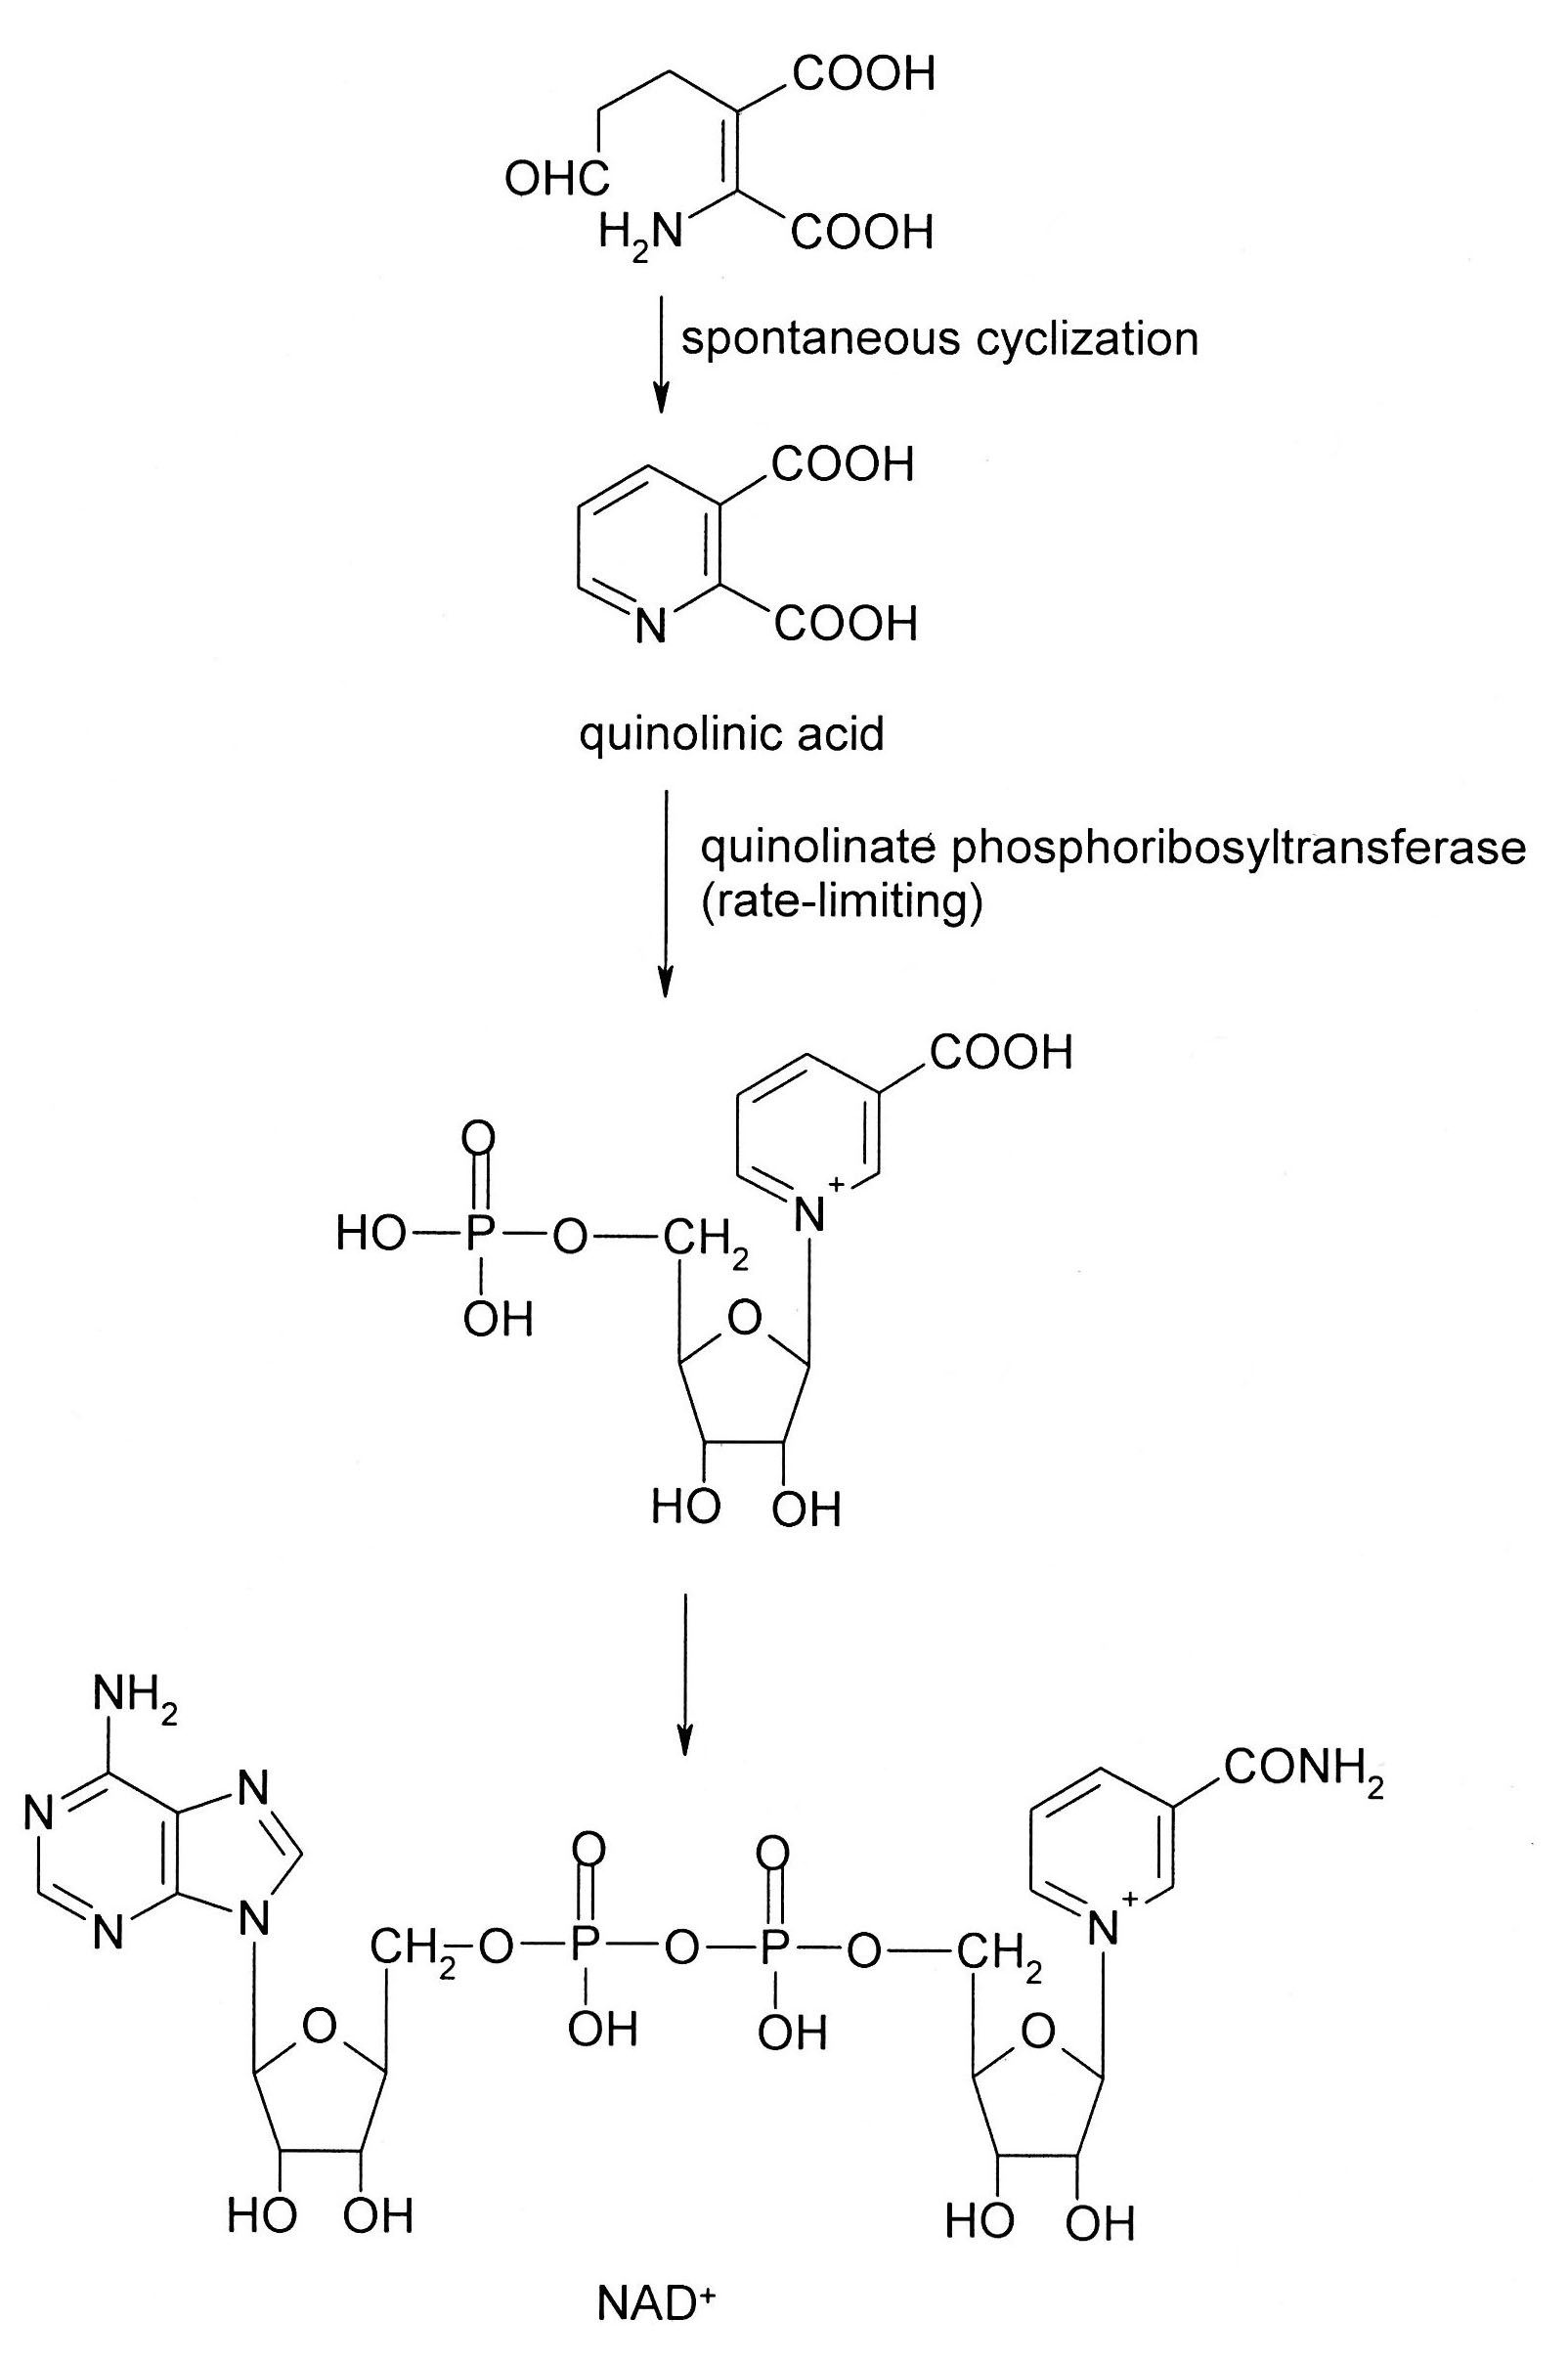 COOH
OHC
H2N
COOH
spontaneous cyclization
COOH
N
COOH
quinolinic acid
quinolinate phosphoribosyltransferase
(rate-limiting)
COOH
O
N +
HO P O CH2
OH
O
HO OH
NH2
CONH2
N
N
O
O
N
N
N +
CH2 O P O P O CH2
OH
OH
O
O
HO OH
HO OH
NAD+